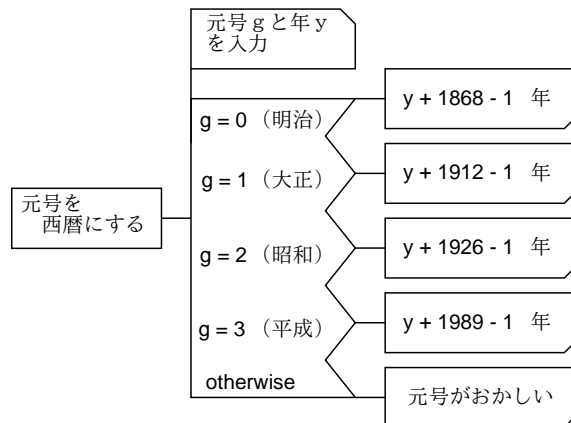 元号ｇと年ｙ
を入力
y + 1868 - 1 年
g = 0 （明治）
y + 1912 - 1 年
g = 1 （大正）
元号を
西暦にする
y + 1926 - 1 年
g = 2 （昭和）
y + 1989 - 1 年
g = 3 （平成）
otherwise
元号がおかしい